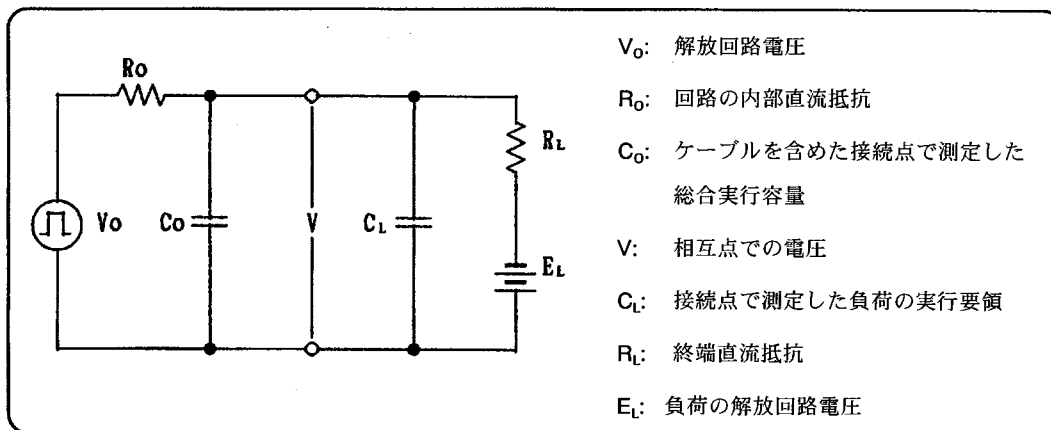 Ro
Vo
Co
V
CL
RL
EL
Vo: 解放回路電圧
Ro: 回路の内部直流抵抗
Co: ケーブルを含めた接続点で測定した
総合実行容量
V: 相互点での電圧
CL: 接続点で測定した負荷の実行要領
RL: 終端直流抵抗
EL: 負荷の解放回路電圧